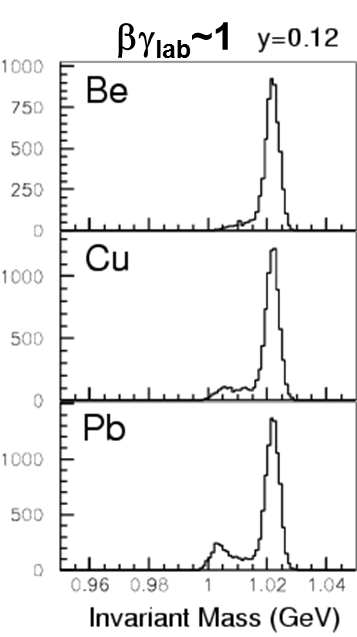 βγlab~1 y=0.12
1000
Be
750
500
250
0
Cu
1000
500
0
Pb
1000
500
0
0.96 0.98 1 1.02 1.04
Invariant Mass (GeV)